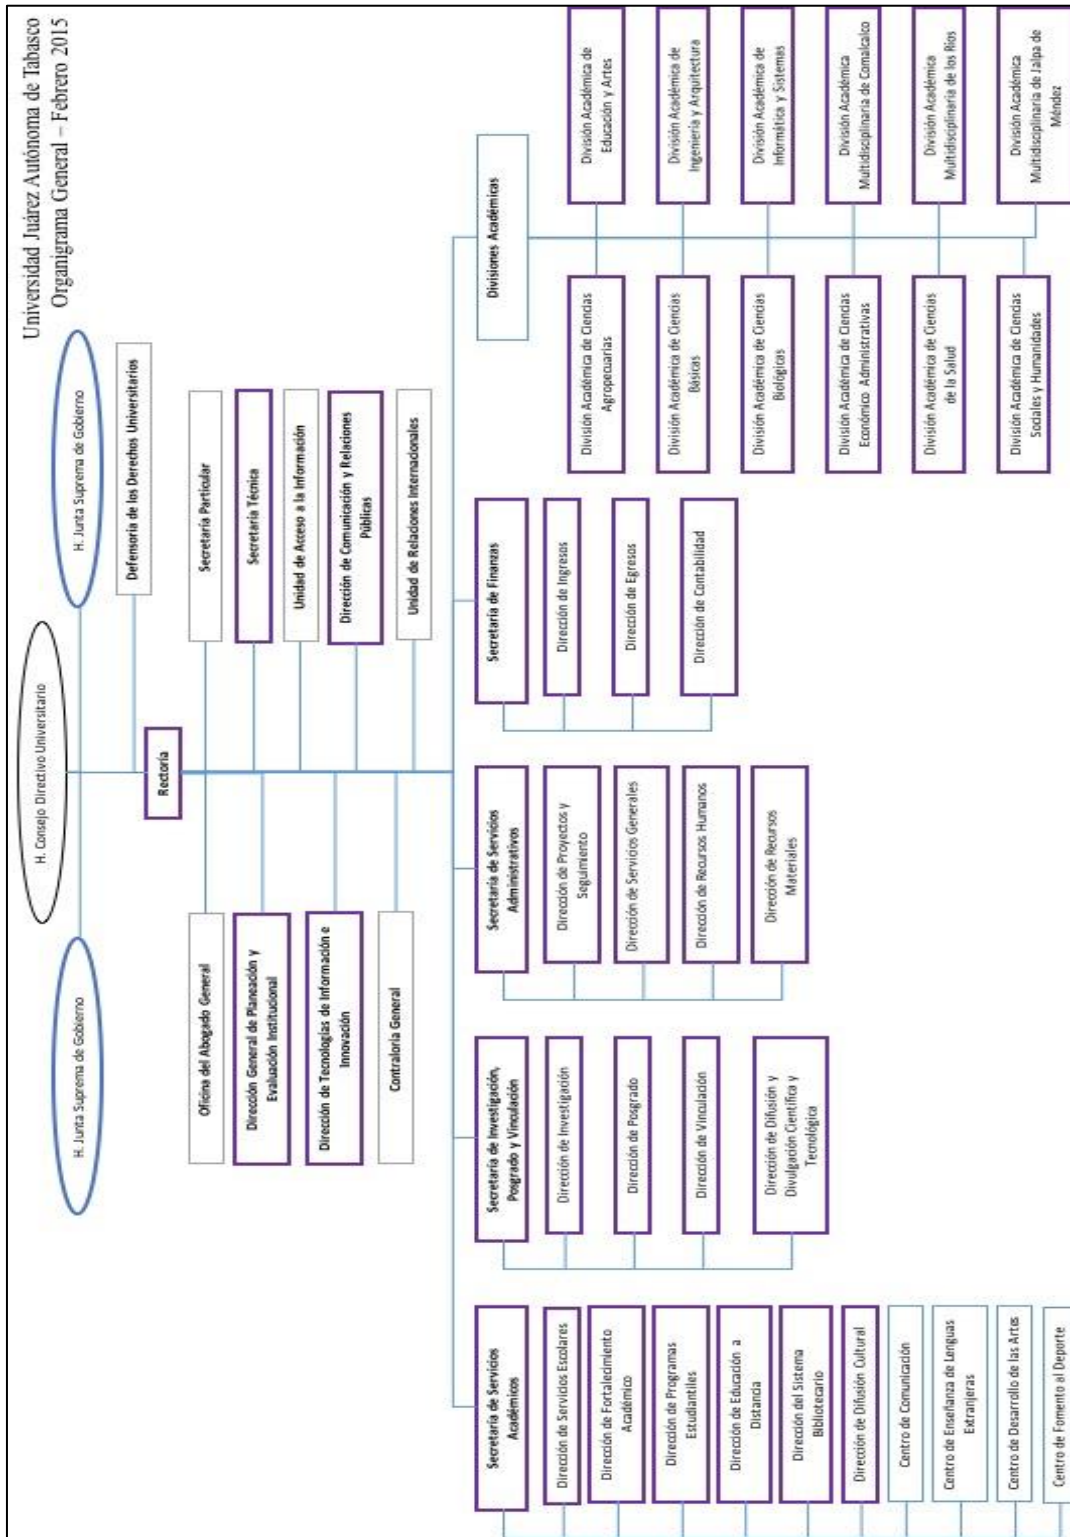 Universidad Juárez Autónoma de Tabasco
Organigrama General – Febrero 2015
H. Consejo Directivo Universitario
H. Junta Suprema de Gobierno
H. Junta Suprema de Gobierno
Defensoría de los Derechos Universitarios
Rectoría
Oficina del Abogado General
Dirección General de Planeación y
Evaluación Institucional
Dirección de Tecnologías de Información e
Innovación
Contraloría General
Secretaría Particular
Secretaría Técnica
Unidad de Acceso a la Información
Dirección de Comunicación y Relaciones
Públicas
Unidad de Relaciones Internacionales
Secretaría de Servicios
Académicos
Dirección de Servicios Escolares
Dirección de Fortalecimiento
Académico
Dirección de Programas
Estudiantiles
Dirección de Educación a
Distancia
Dirección del Sistema
Bibliotecario
Dirección de Difusión Cultural
Centro de Comunicación
Centro de Enseñanza de Lenguas
Extranjeras
Centro de Desarrollo de las Artes
Centro de Fomento al Deporte
Secretaría de Investigación,
Posgrado y Vinculación
Dirección de Investigación
Dirección de Posgrado
Dirección de Vinculación
Dirección de Difusión y
Divulgación Científica y
Tecnológica
Secretaría de Servicios
Administrativos
Dirección de Proyectos y
Seguimiento
Dirección de Servicios Generales
Dirección de Recursos Humanos
Dirección de Recursos
Materiales
Secretaría de Finanzas
Dirección de Ingresos
Dirección de Egresos
Dirección de Contabilidad
Divisiones Académicas
División Académica de Ciencias
Agropecuarias
División Académica de Ciencias
Básicas
División Académica de Ciencias
Biológicas
División Académica de Ciencias
Económico Administrativas
División Académica de Ciencias
de la Salud
División Académica de Ciencias
Sociales y Humanidades
División Académica de
Educación y Artes
División Académica de
Ingeniería y Arquitectura
División Académica de
Informática y Sistemas
División Académica
Multidisciplinaria de Comalcalco
División Académica
Multidisciplinaria de los Ríos
División Académica
Multidisciplinaria de Jalpa de
Méndez